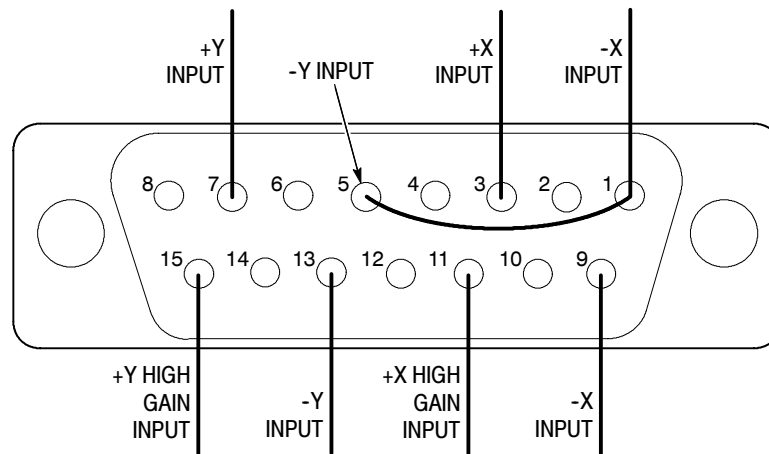 +Y
INPUT
-Y INPUT
+X
INPUT
-X
INPUT
8 7 6 5 4 3 2 1
15 14 13 12 11 10 9
+Y HIGH
GAIN
INPUT
-Y
INPUT
+X HIGH
GAIN
INPUT
-X
INPUT